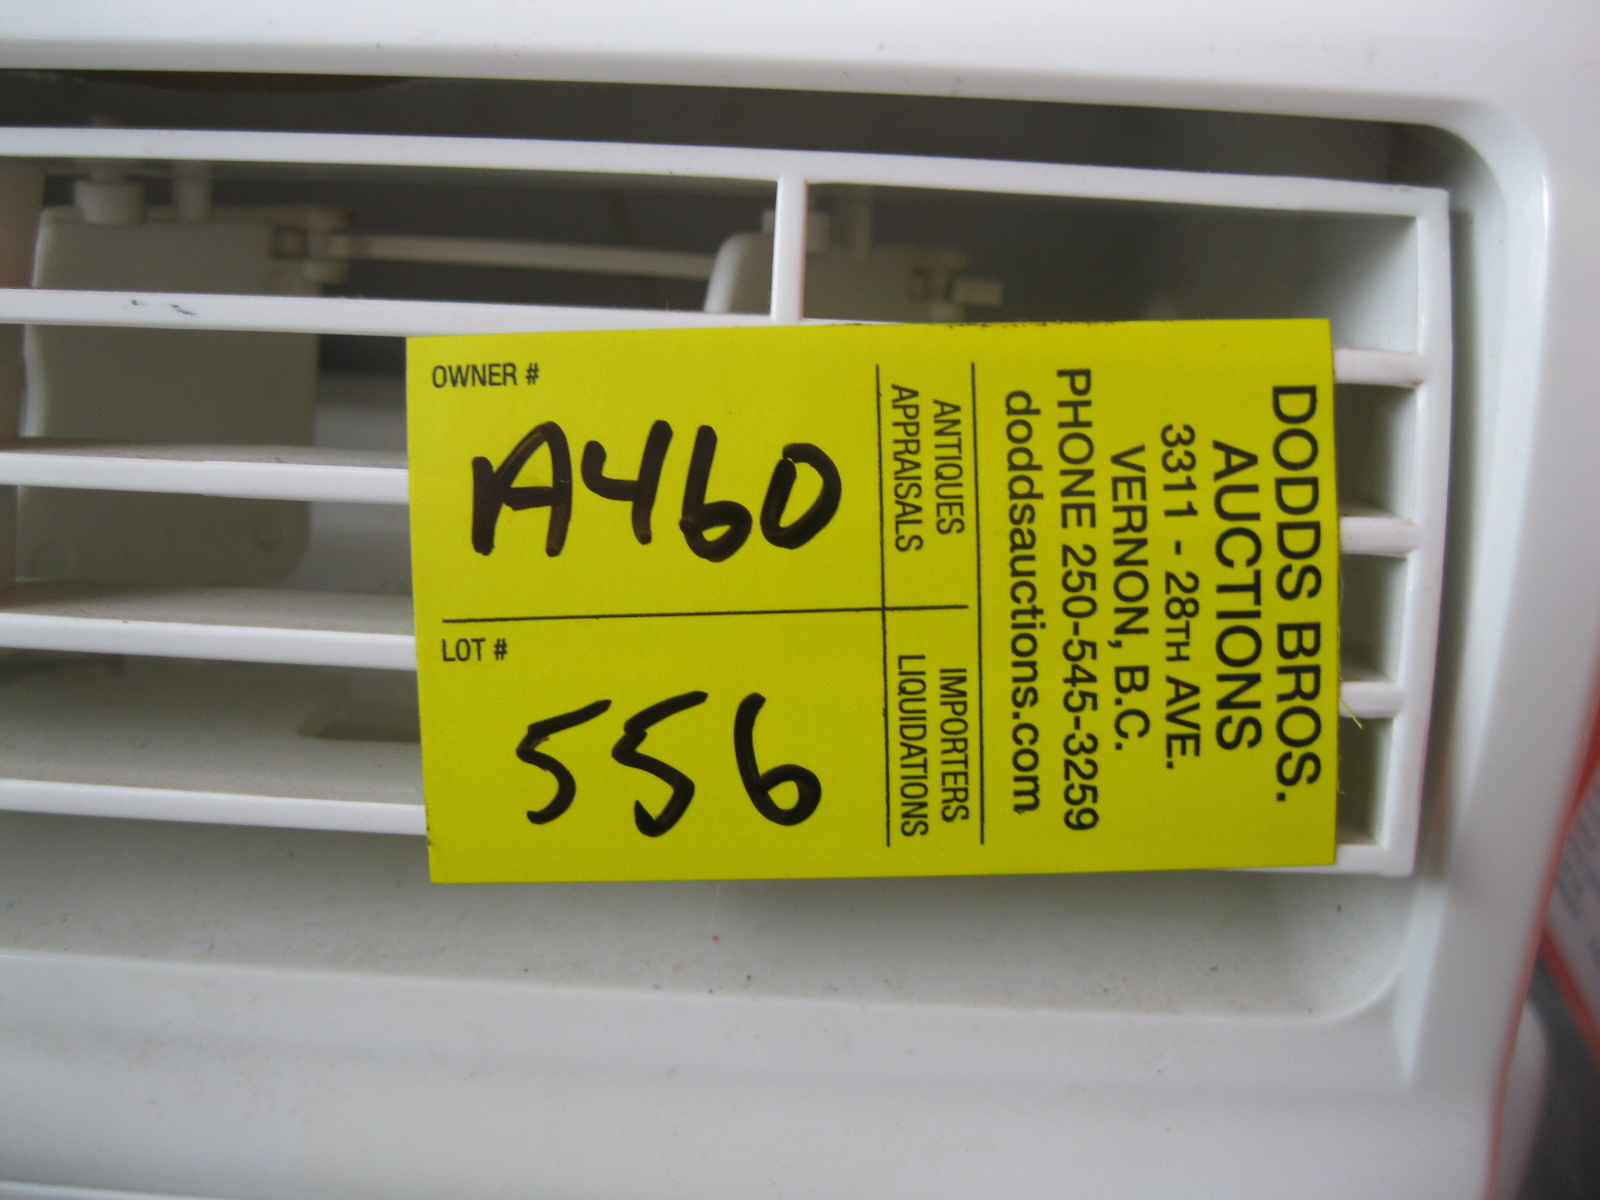 DODDS BROS.
AUCTIONS
3311 - 28TH AVE.
VERNON, B.C.
PHONE 250-545-3259
doddsauctions.com
ANTIQUES
APPRAISALS
IMPORTERS
LIQUIDATIONS
OWNER #
A460
LOT #
556